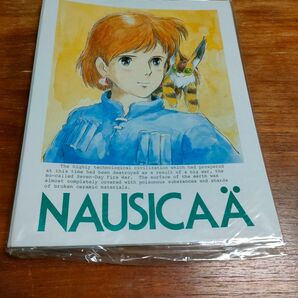 The highly technological civilization which had prospered
at this time had been destroyed as a result of a big war, the
so-called Seven-Day Fire War. The surface of the earth was
almost completely covered with poisonous substances and shards
of broken ceramic materials.
NAUSICAÄ